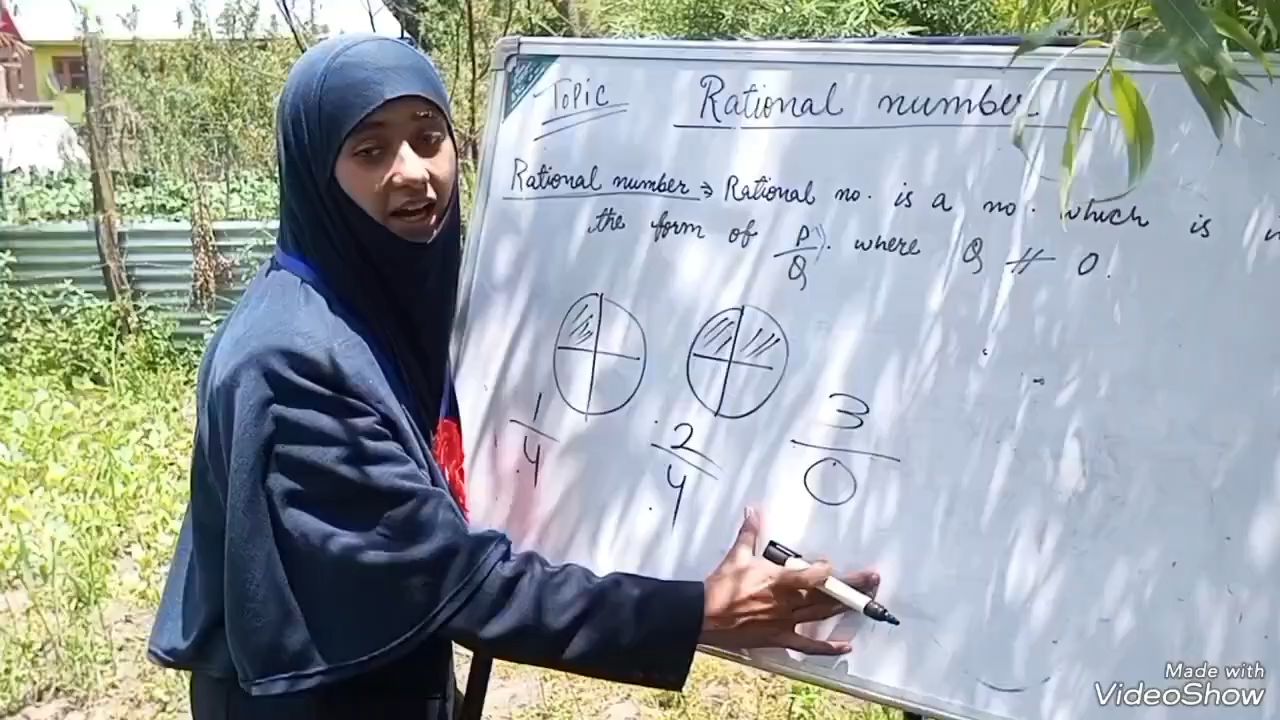 Topic Rational number
Rational number → Rational no. is a no. which is
the form of P/Q. where Q ≠ 0.
1/4 2/4 3/0
Made with
VideoShow